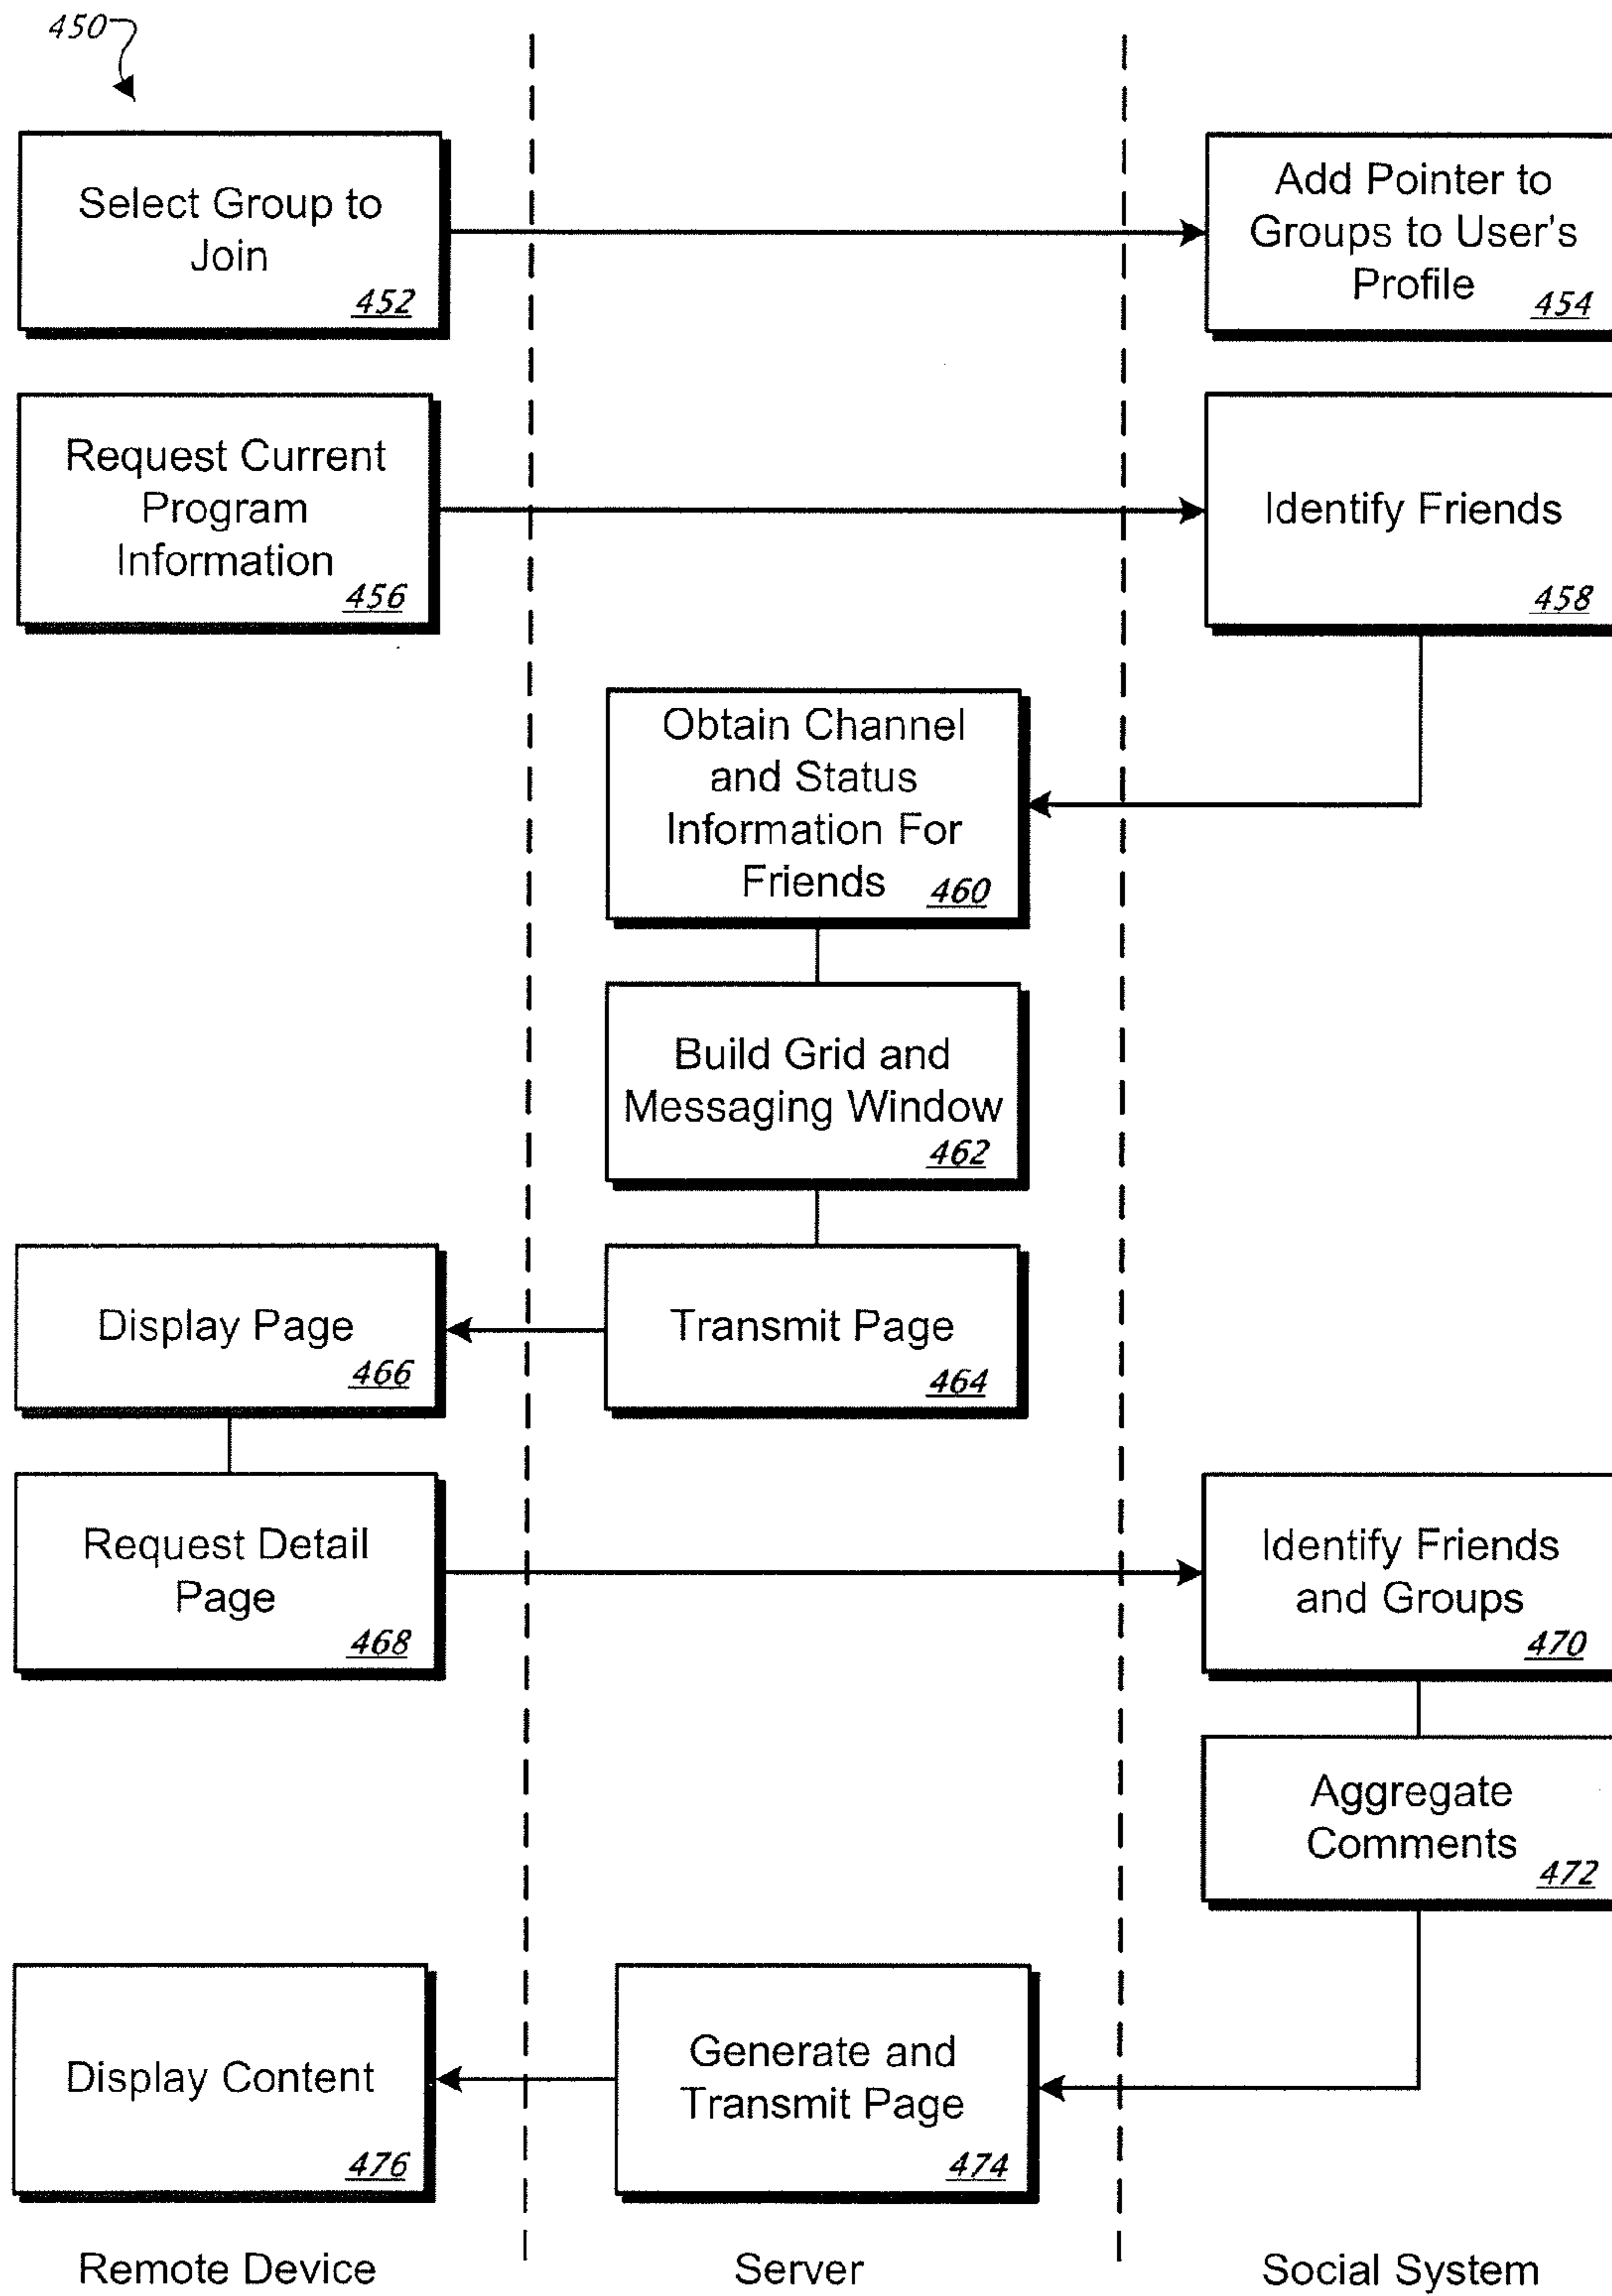 450
Select Group to
Join
452
Add Pointer to
Groups to User's
Profile
454
Request Current
Program
Information
456
Identify Friends
458
Obtain Channel
and Status
Information For
Friends
460
Build Grid and
Messaging Window
462
Display Page
466
Transmit Page
464
Request Detail
Page
468
Identify Friends
and Groups
470
Aggregate
Comments
472
Display Content
476
Generate and
Transmit Page
474
Remote Device
Server
Social System